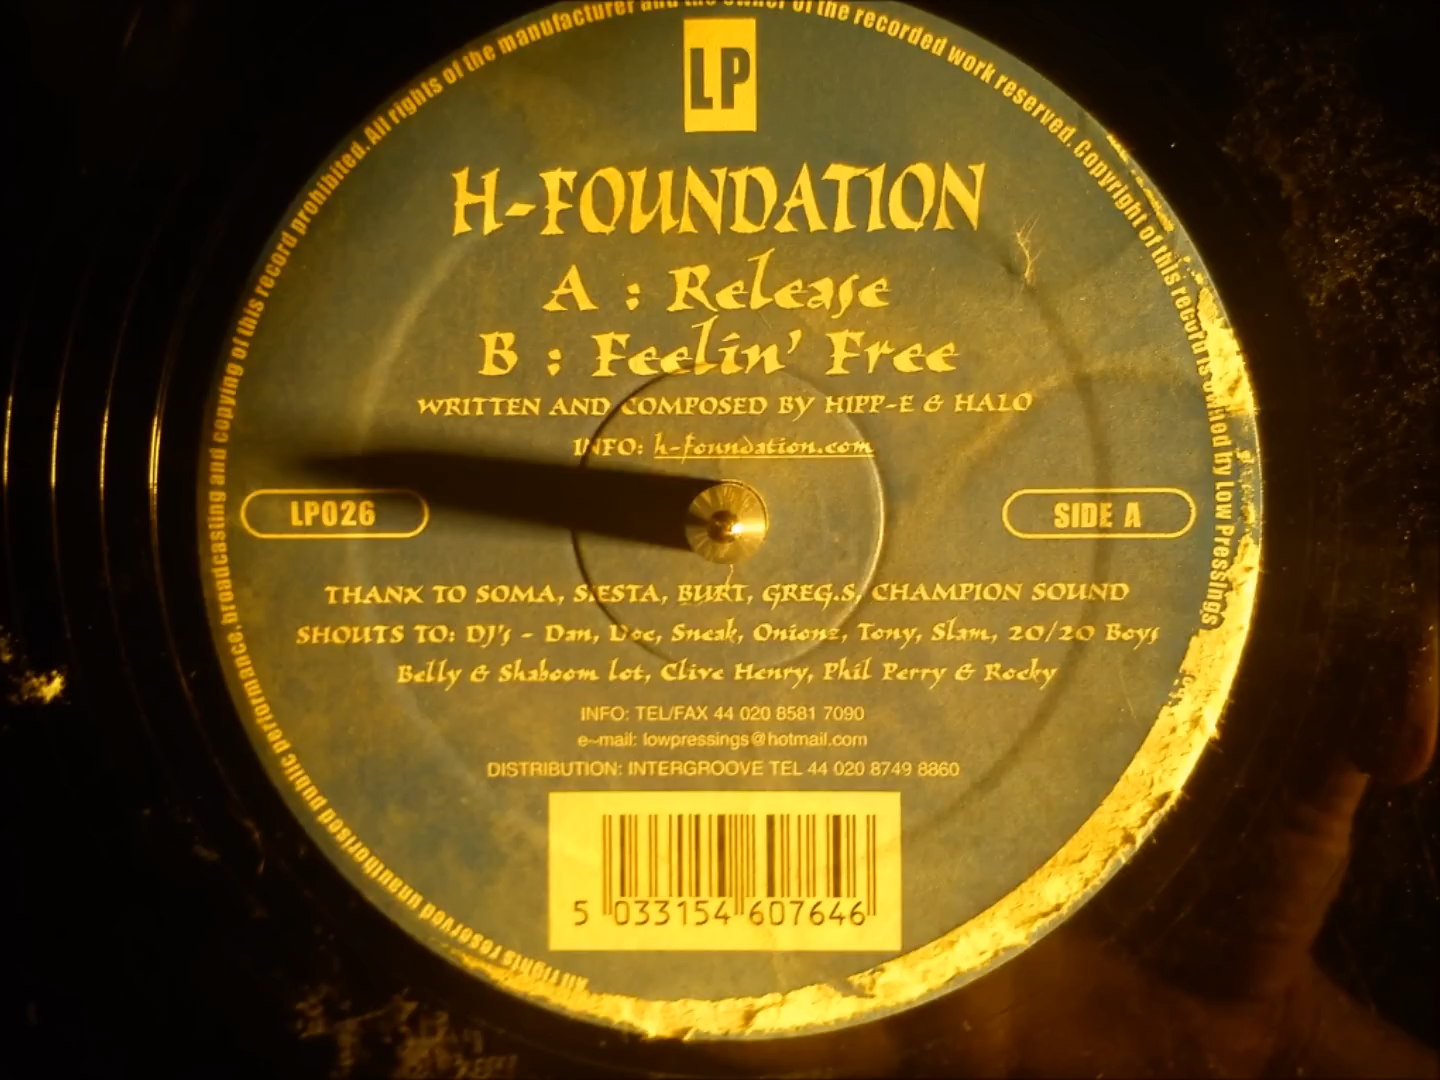 LP
H-FOUNDATION
A : Release
B : Feelin' Free
WRITTEN AND COMPOSED BY HIPP-E & HALO
INFO: h-foundation.com
LP026
SIDE A
THANX TO SOMA, SIESTA, BURT, GREG.S, CHAMPION SOUND
SHOUTS TO: DJ's - Dan, Doc, Sneak, Onionz, Tony, Slam, 20/20 Boys
Belly & Shaboom lot, Clive Henry, Phil Perry & Rocky
INFO: TEL/FAX 44 020 8581 7090
e-mail: lowpressings@hotmail.com
DISTRIBUTION: INTERGROOVE TEL 44 020 8749 8860
5 033154 607646
All rights reserved unauthorised public performance, broadcasting and copying of this record prohibited. All rights of the manufacturer and the owner of the recorded work reserved. Copyright of this record is owned by Low Pressings